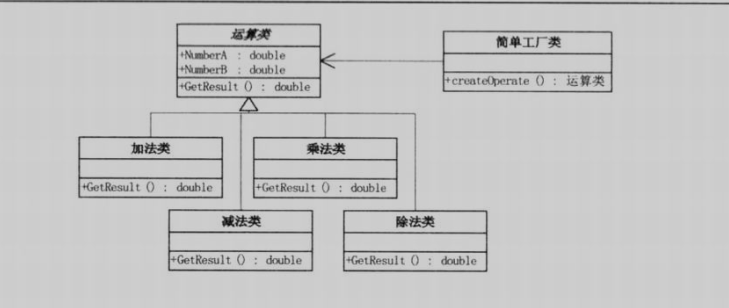 运算类
+NumberA : double
+NumberB : double
+GetResult () : double
简单工厂类
+createOperate () : 运算类
加法类
+GetResult () : double
乘法类
+GetResult () : double
减法类
+GetResult () : double
除法类
+GetResult () : double